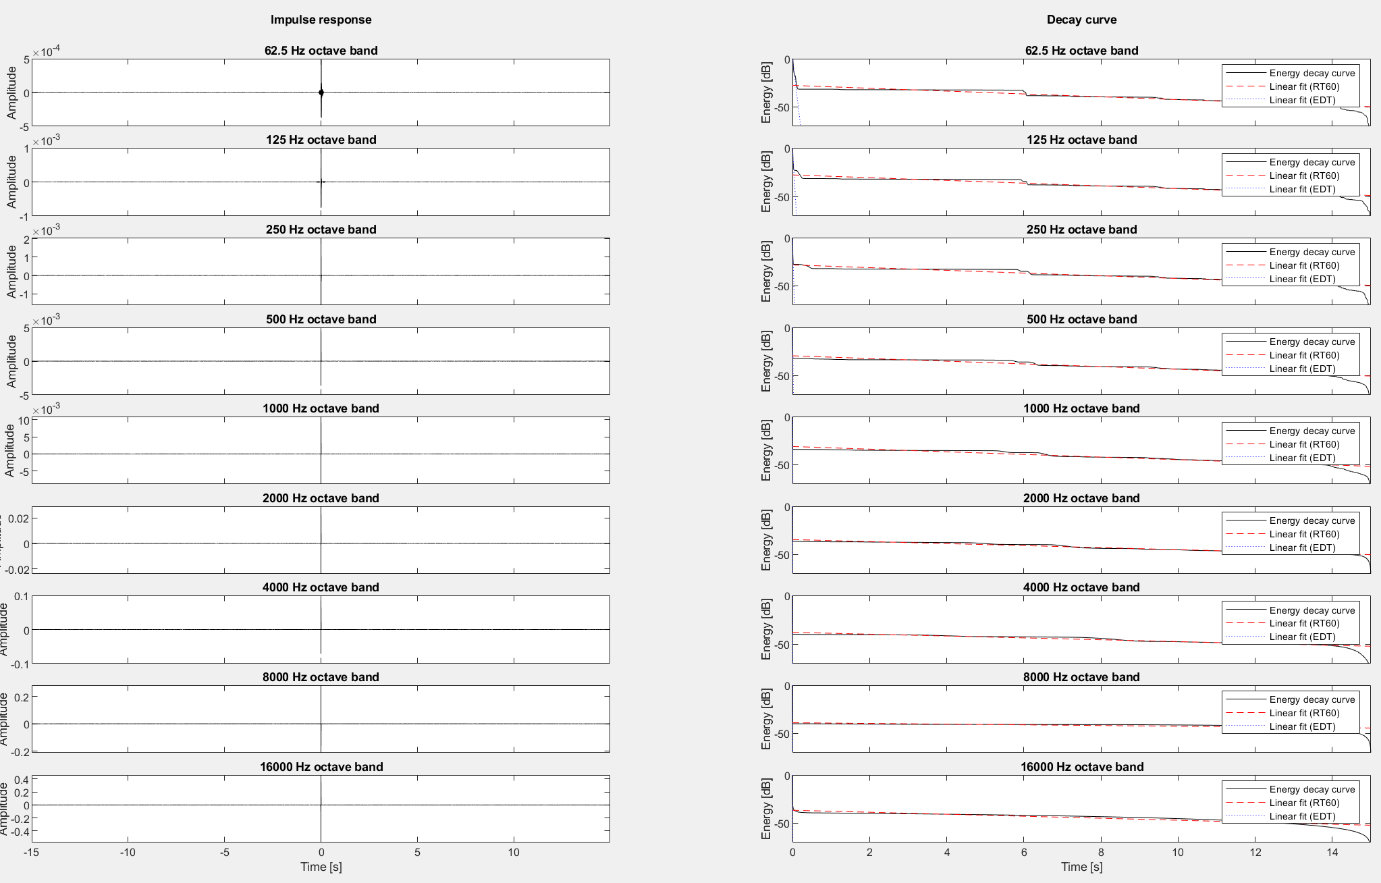 Impulse response
62.5 Hz octave band
×10⁻⁴
5
0
-5
Amplitude
125 Hz octave band
×10⁻³
1
0
-1
Amplitude
250 Hz octave band
×10⁻³
2
1
0
-1
Amplitude
500 Hz octave band
×10⁻³
5
0
-5
Amplitude
1000 Hz octave band
×10⁻³
10
5
0
-5
Amplitude
2000 Hz octave band
0.02
0
-0.02
4000 Hz octave band
0.1
0
-0.1
Amplitude
8000 Hz octave band
0.2
0
-0.2
Amplitude
16000 Hz octave band
0.4
0.2
0
-0.2
-0.4
Amplitude
-15 -10 -5 0 5 10
Time [s]
Decay curve
62.5 Hz octave band
0
-50
Energy [dB]
Energy decay curve
Linear fit (RT60)
Linear fit (EDT)
125 Hz octave band
0
-50
Energy [dB]
Energy decay curve
Linear fit (RT60)
Linear fit (EDT)
250 Hz octave band
0
-50
Energy [dB]
Energy decay curve
Linear fit (RT60)
Linear fit (EDT)
500 Hz octave band
0
-50
Energy [dB]
Energy decay curve
Linear fit (RT60)
Linear fit (EDT)
1000 Hz octave band
0
-50
Energy [dB]
Energy decay curve
Linear fit (RT60)
Linear fit (EDT)
2000 Hz octave band
0
-50
Energy [dB]
Energy decay curve
Linear fit (RT60)
Linear fit (EDT)
4000 Hz octave band
0
-50
Energy [dB]
Energy decay curve
Linear fit (RT60)
Linear fit (EDT)
8000 Hz octave band
0
-50
Energy [dB]
Energy decay curve
Linear fit (RT60)
Linear fit (EDT)
16000 Hz octave band
0
-50
Energy [dB]
Energy decay curve
Linear fit (RT60)
Linear fit (EDT)
0 2 4 6 8 10 12 14
Time [s]